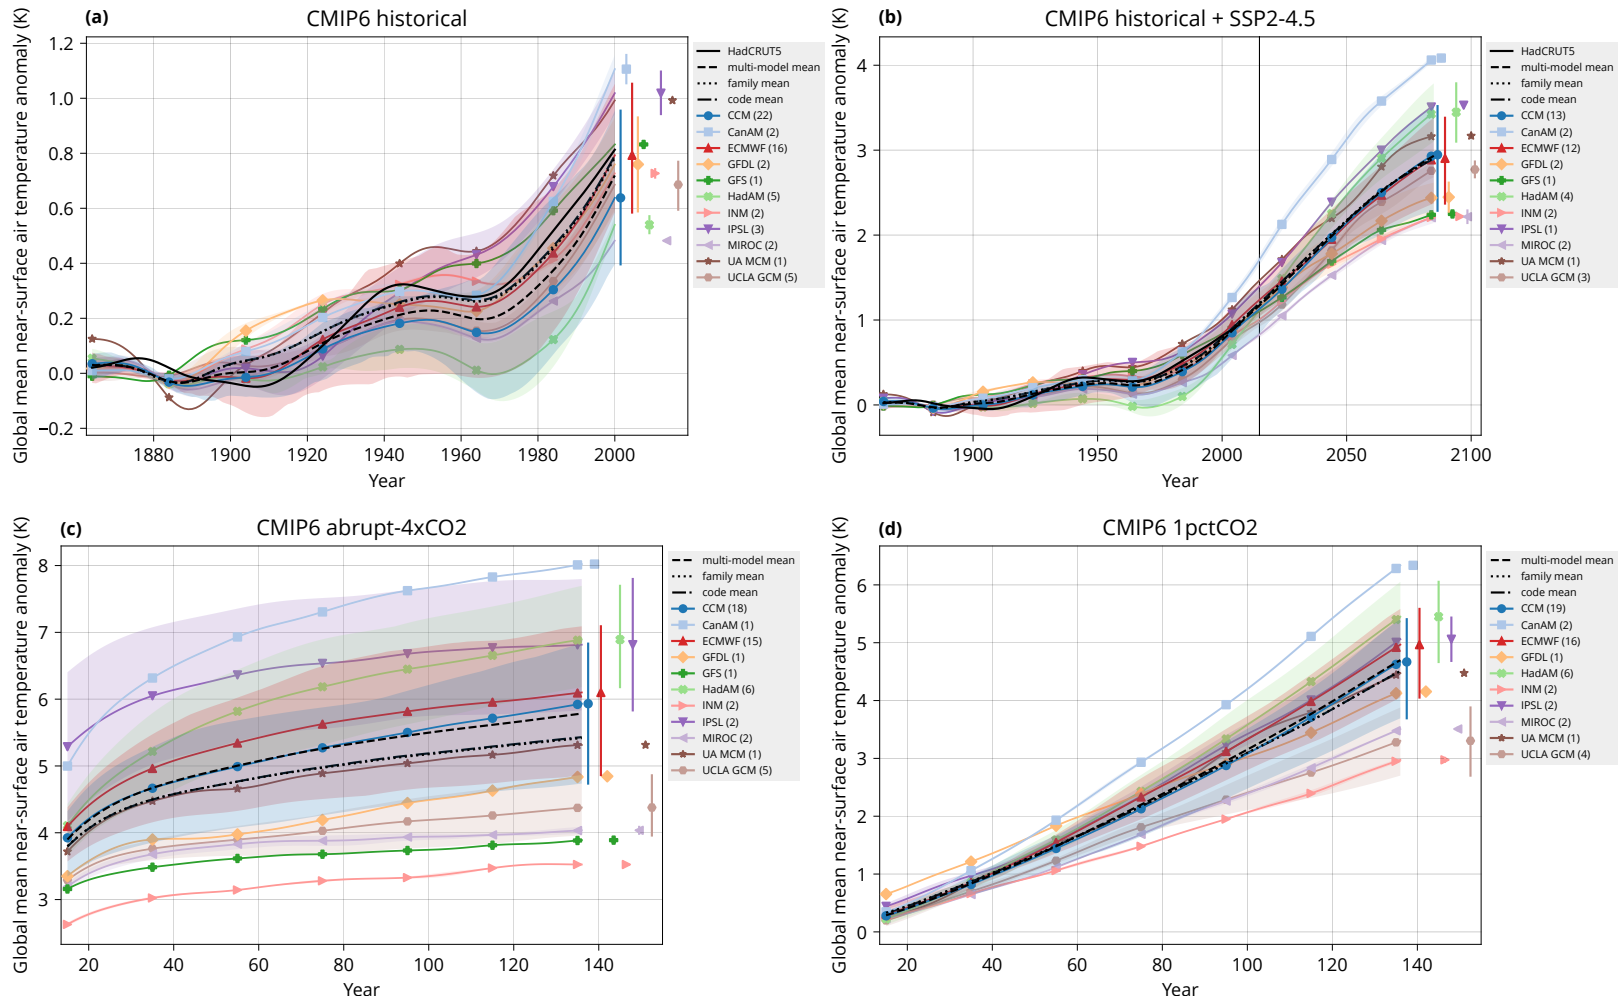 (a)
CMIP6 historical
Global mean near-surface air temperature anomaly (K)
1.2
1.0
0.8
0.6
0.4
0.2
0.0
−0.2
1880
1900
1920
1940
1960
1980
2000
Year
HadCRUT5
multi-model mean
family mean
code mean
CCM (22)
CanAM (2)
ECMWF (16)
GFDL (2)
GFS (1)
HadAM (5)
INM (2)
IPSL (3)
MIROC (2)
UA MCM (1)
UCLA GCM (5)
(b)
CMIP6 historical + SSP2-4.5
Global mean near-surface air temperature anomaly (K)
4
3
2
1
0
1900
1950
2000
2050
2100
Year
HadCRUT5
multi-model mean
family mean
code mean
CCM (13)
CanAM (2)
ECMWF (12)
GFDL (2)
GFS (1)
HadAM (4)
INM (2)
IPSL (1)
MIROC (2)
UA MCM (1)
UCLA GCM (3)
(c)
CMIP6 abrupt-4xCO2
Global mean near-surface air temperature anomaly (K)
8
7
6
5
4
3
20
40
60
80
100
120
140
Year
multi-model mean
family mean
code mean
CCM (18)
CanAM (1)
ECMWF (15)
GFDL (1)
GFS (1)
HadAM (6)
INM (2)
IPSL (2)
MIROC (2)
UA MCM (1)
UCLA GCM (5)
(d)
CMIP6 1pctCO2
Global mean near-surface air temperature anomaly (K)
6
5
4
3
2
1
0
20
40
60
80
100
120
140
Year
multi-model mean
family mean
code mean
CCM (19)
CanAM (2)
ECMWF (16)
GFDL (1)
HadAM (6)
INM (2)
IPSL (2)
MIROC (2)
UA MCM (1)
UCLA GCM (4)